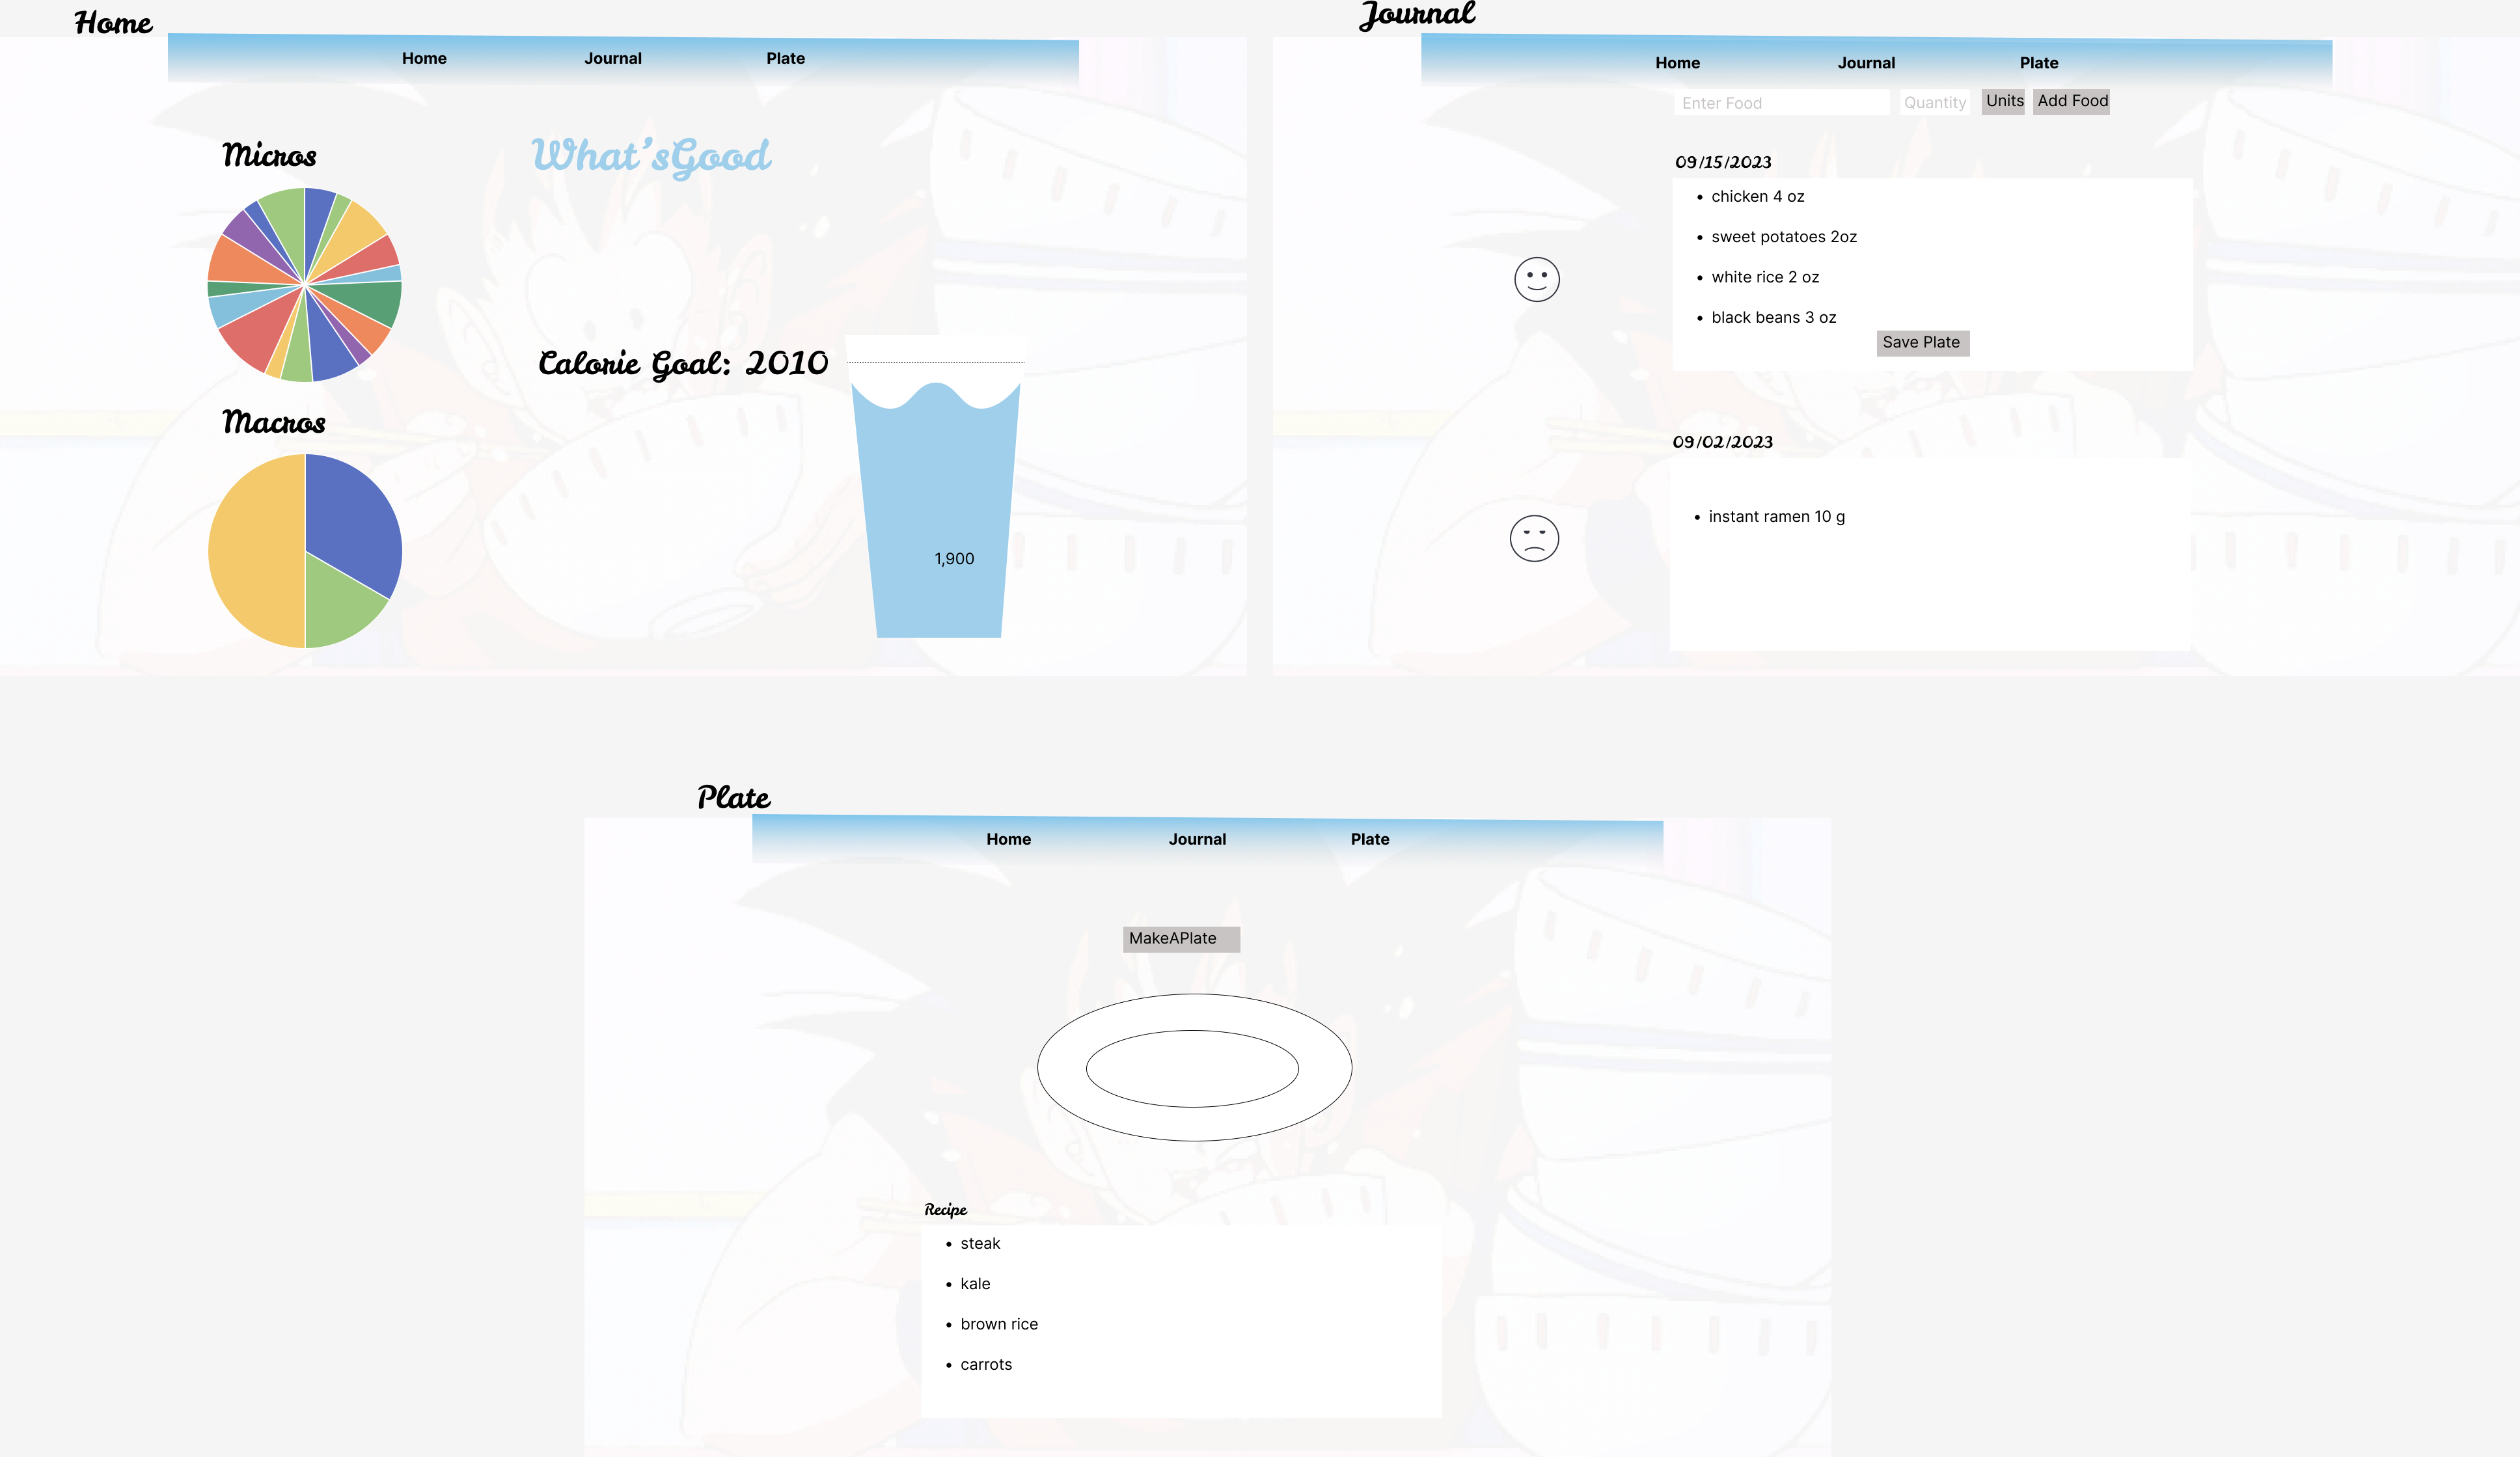 Home
Home Journal Plate
Micros
What'sGood
Calorie Goal: 2010
Macros
1,900
Journal
Home Journal Plate
Enter Food Quantity Units Add Food
09/15/2023
• chicken 4 oz
• sweet potatoes 2oz
• white rice 2 oz
• black beans 3 oz
Save Plate
09/02/2023
• instant ramen 10 g
Plate
Home Journal Plate
MakeAPlate
Recipe
• steak
• kale
• brown rice
• carrots